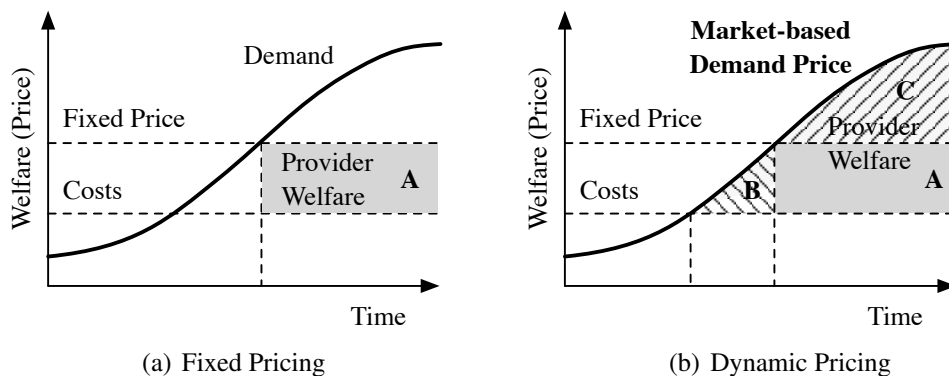 Welfare (Price)
Demand
Fixed Price
Costs
Provider
Welfare
A
Time
(a) Fixed Pricing
Welfare (Price)
Market-based
Demand Price
Fixed Price
Costs
C
Provider
Welfare
B
A
Time
(b) Dynamic Pricing